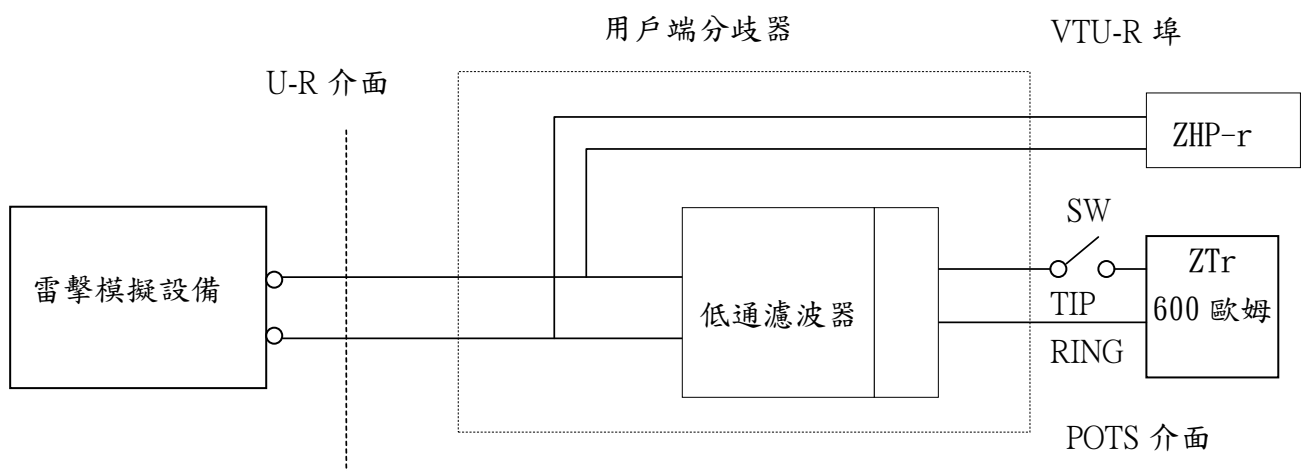 用戶端分歧器
VTU-R 埠
U-R 介面
ZHP-r
SW
雷擊模擬設備
低通濾波器
ZTr
TIP
600 歐姆
RING
POTS 介面